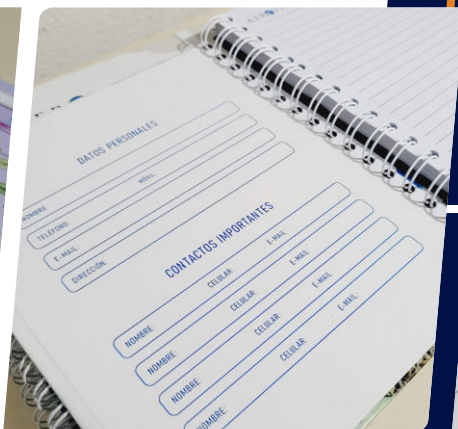 DATOS PERSONALES
NOMBRE:
MÓVIL:
TELÉFONO:
E-MAIL:
DIRECCIÓN:
CONTACTOS IMPORTANTES
NOMBRE: CELULAR: E-MAIL:
NOMBRE: CELULAR: E-MAIL:
NOMBRE: CELULAR: E-MAIL:
NOMBRE: CELULAR: E-MAIL: